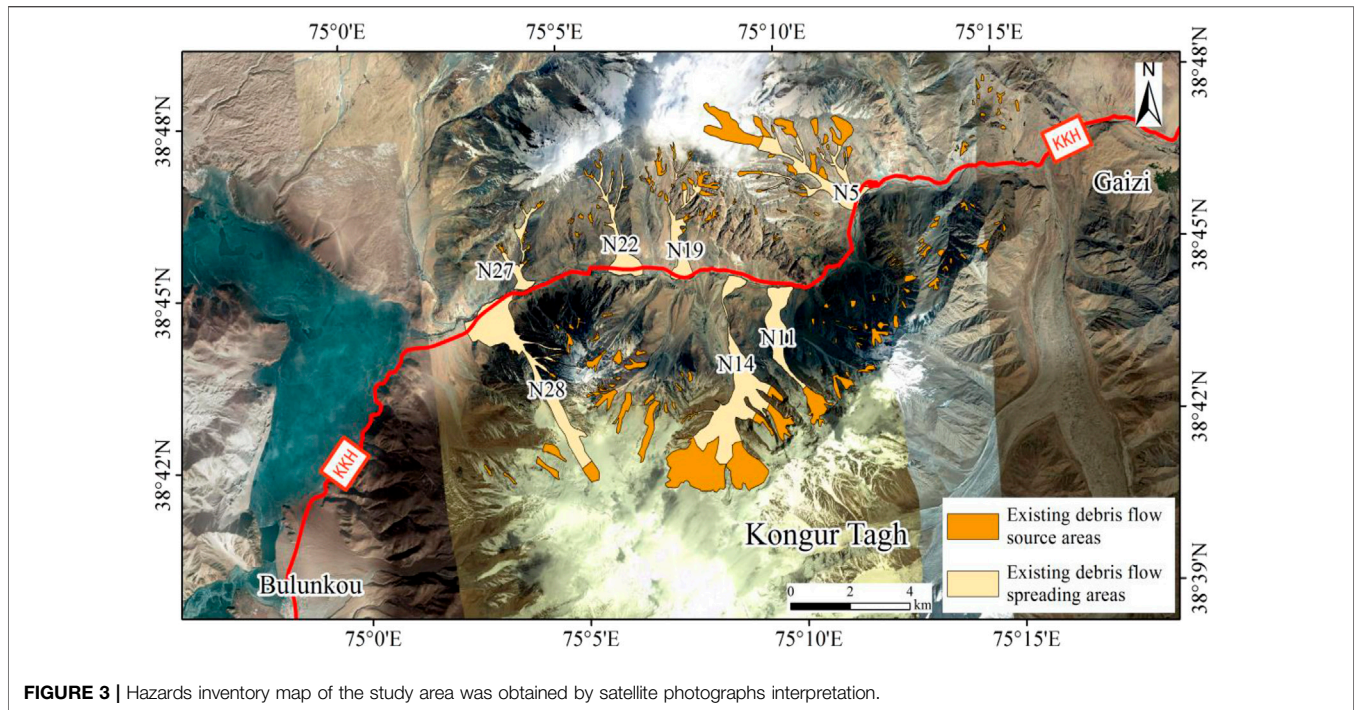 75°0'E 75°5'E 75°10'E 75°15'E
38°48'N
38°48'N
N
KKH
Gaizi
N5
38°45'N
N22
N19
N27
38°45'N
N11
N14
N28
38°42'N
KKH
38°42'N
Existing debris flow
source areas
Kongur Tagh
Existing debris flow
spreading areas
38°39'N
Bulunkou
0 2 4
km
75°0'E 75°5'E 75°10'E 75°15'E
FIGURE 3 | Hazards inventory map of the study area was obtained by satellite photographs interpretation.